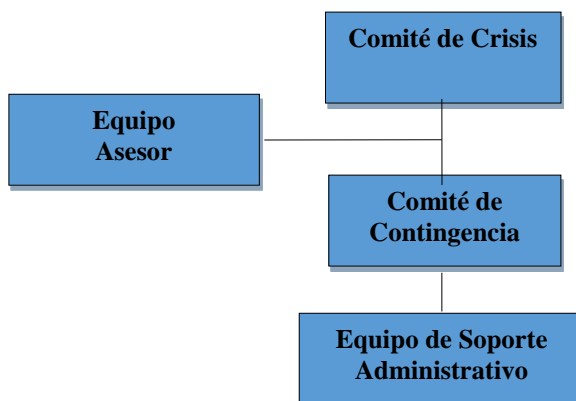 Comité de Crisis
Equipo
Asesor
Comité de
Contingencia
Equipo de Soporte
Administrativo